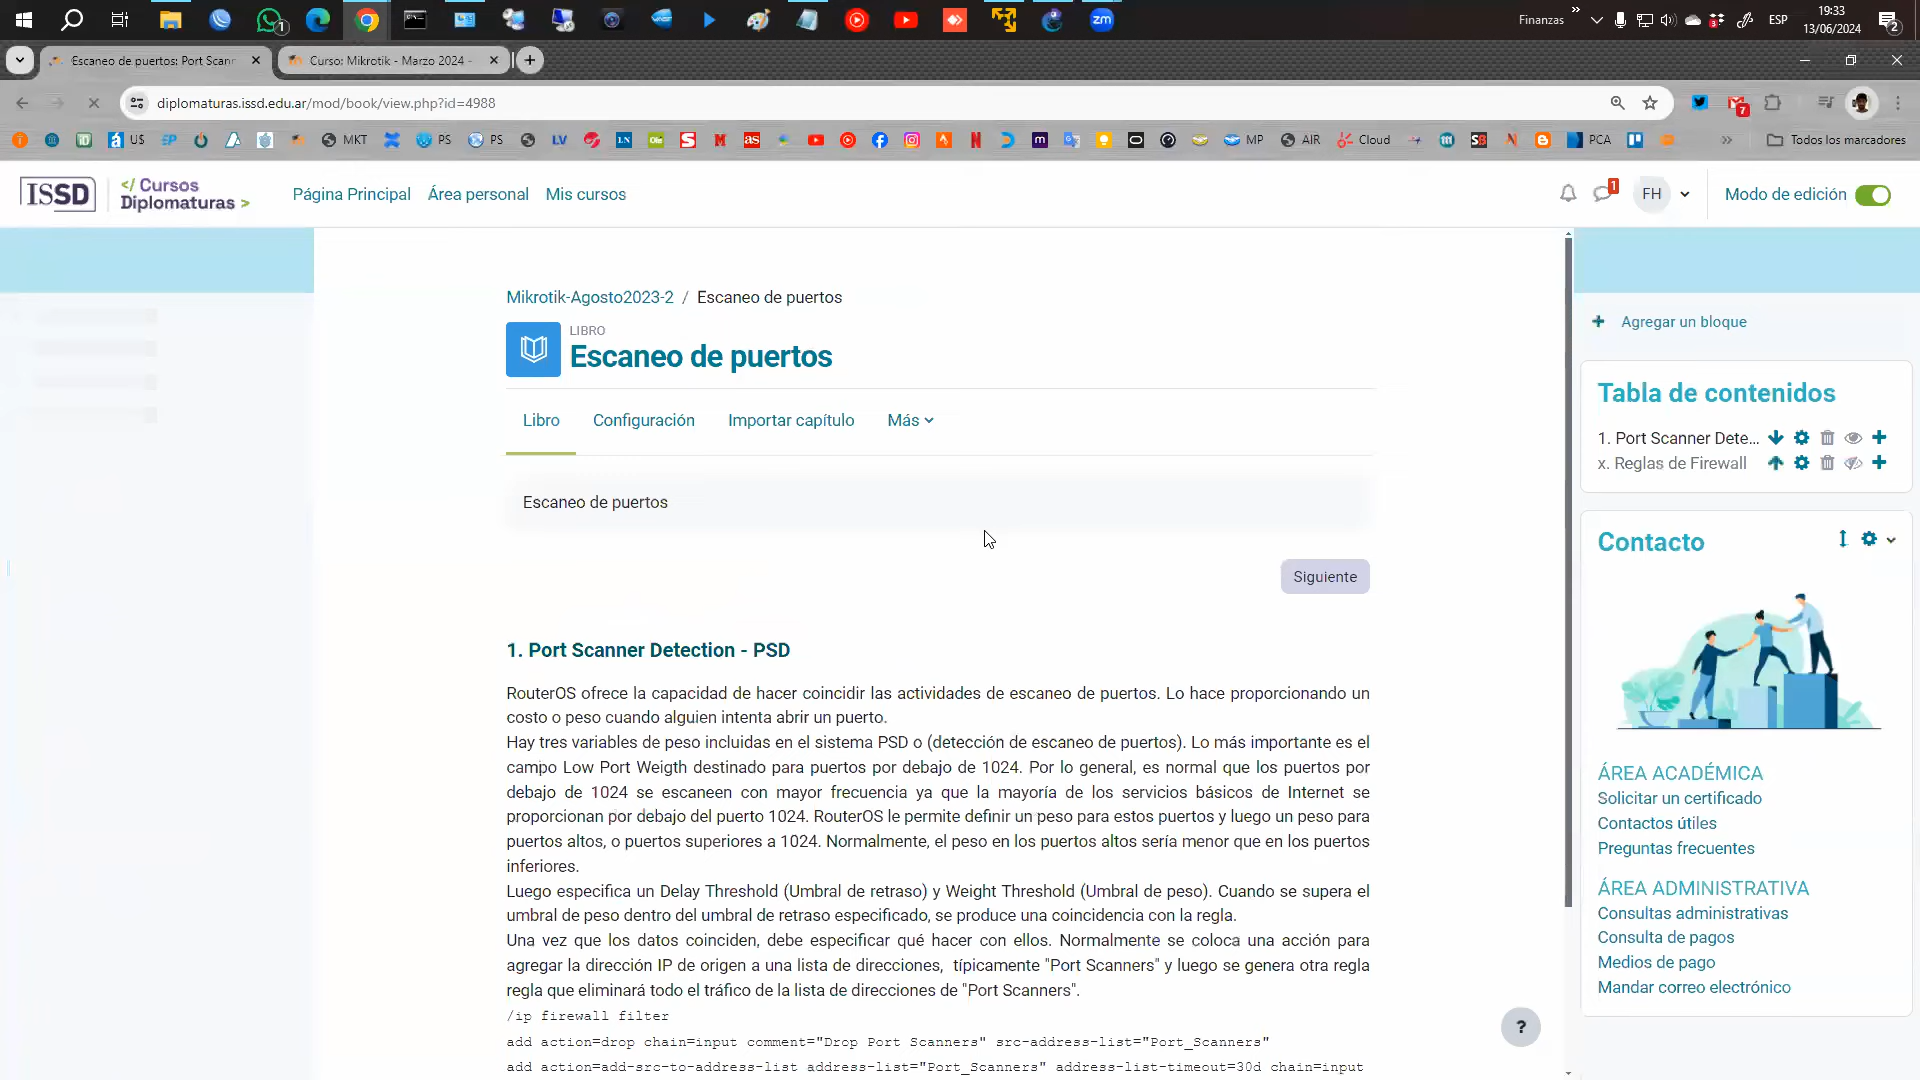 1
Finanzas
»
3
ESP
19:33
13/06/2024
2
zm
Escaneo de puertos: Port Scanr
Curso: Mikrotik - Marzo 2024 -
diplomaturas.issd.edu.ar/mod/book/view.php?id=4988
7
U$
MKT
PS
PS
LV
LN
Olé
S
M
as
N
m
MP
AIR
Cloud
SB
PCA
»
Todos los marcadores
ISSD
</ Cursos
Diplomaturas >
Página Principal
Área personal
Mis cursos
1
FH
Modo de edición
Mikrotik-Agosto2023-2 / Escaneo de puertos
LIBRO
Escaneo de puertos
Libro
Configuración
Importar capítulo
Más
Escaneo de puertos
Siguiente
1. Port Scanner Detection - PSD
RouterOS ofrece la capacidad de hacer coincidir las actividades de escaneo de puertos. Lo hace proporcionando un
costo o peso cuando alguien intenta abrir un puerto.
Hay tres variables de peso incluidas en el sistema PSD o (detección de escaneo de puertos). Lo más importante es el
campo Low Port Weigth destinado para puertos por debajo de 1024. Por lo general, es normal que los puertos por
debajo de 1024 se escaneen con mayor frecuencia ya que la mayoría de los servicios básicos de Internet se
proporcionan por debajo del puerto 1024. RouterOS le permite definir un peso para estos puertos y luego un peso para
puertos altos, o puertos superiores a 1024. Normalmente, el peso en los puertos altos sería menor que en los puertos
inferiores.
Luego especifica un Delay Threshold (Umbral de retraso) y Weight Threshold (Umbral de peso). Cuando se supera el
umbral de peso dentro del umbral de retraso especificado, se produce una coincidencia con la regla.
Una vez que los datos coinciden, debe especificar qué hacer con ellos. Normalmente se coloca una acción para
agregar la dirección IP de origen a una lista de direcciones, típicamente "Port Scanners" y luego se genera otra regla
regla que eliminará todo el tráfico de la lista de direcciones de "Port Scanners".
/ip firewall filter
add action=drop chain=input comment="Drop Port Scanners" src-address-list="Port_Scanners"
add action=add-src-to-address-list address-list="Port_Scanners" address-list-timeout=30d chain=input
Agregar un bloque
Tabla de contenidos
1. Port Scanner Dete...
x. Reglas de Firewall
Contacto
ÁREA ACADÉMICA
Solicitar un certificado
Contactos útiles
Preguntas frecuentes
ÁREA ADMINISTRATIVA
Consultas administrativas
Consulta de pagos
Medios de pago
Mandar correo electrónico
?